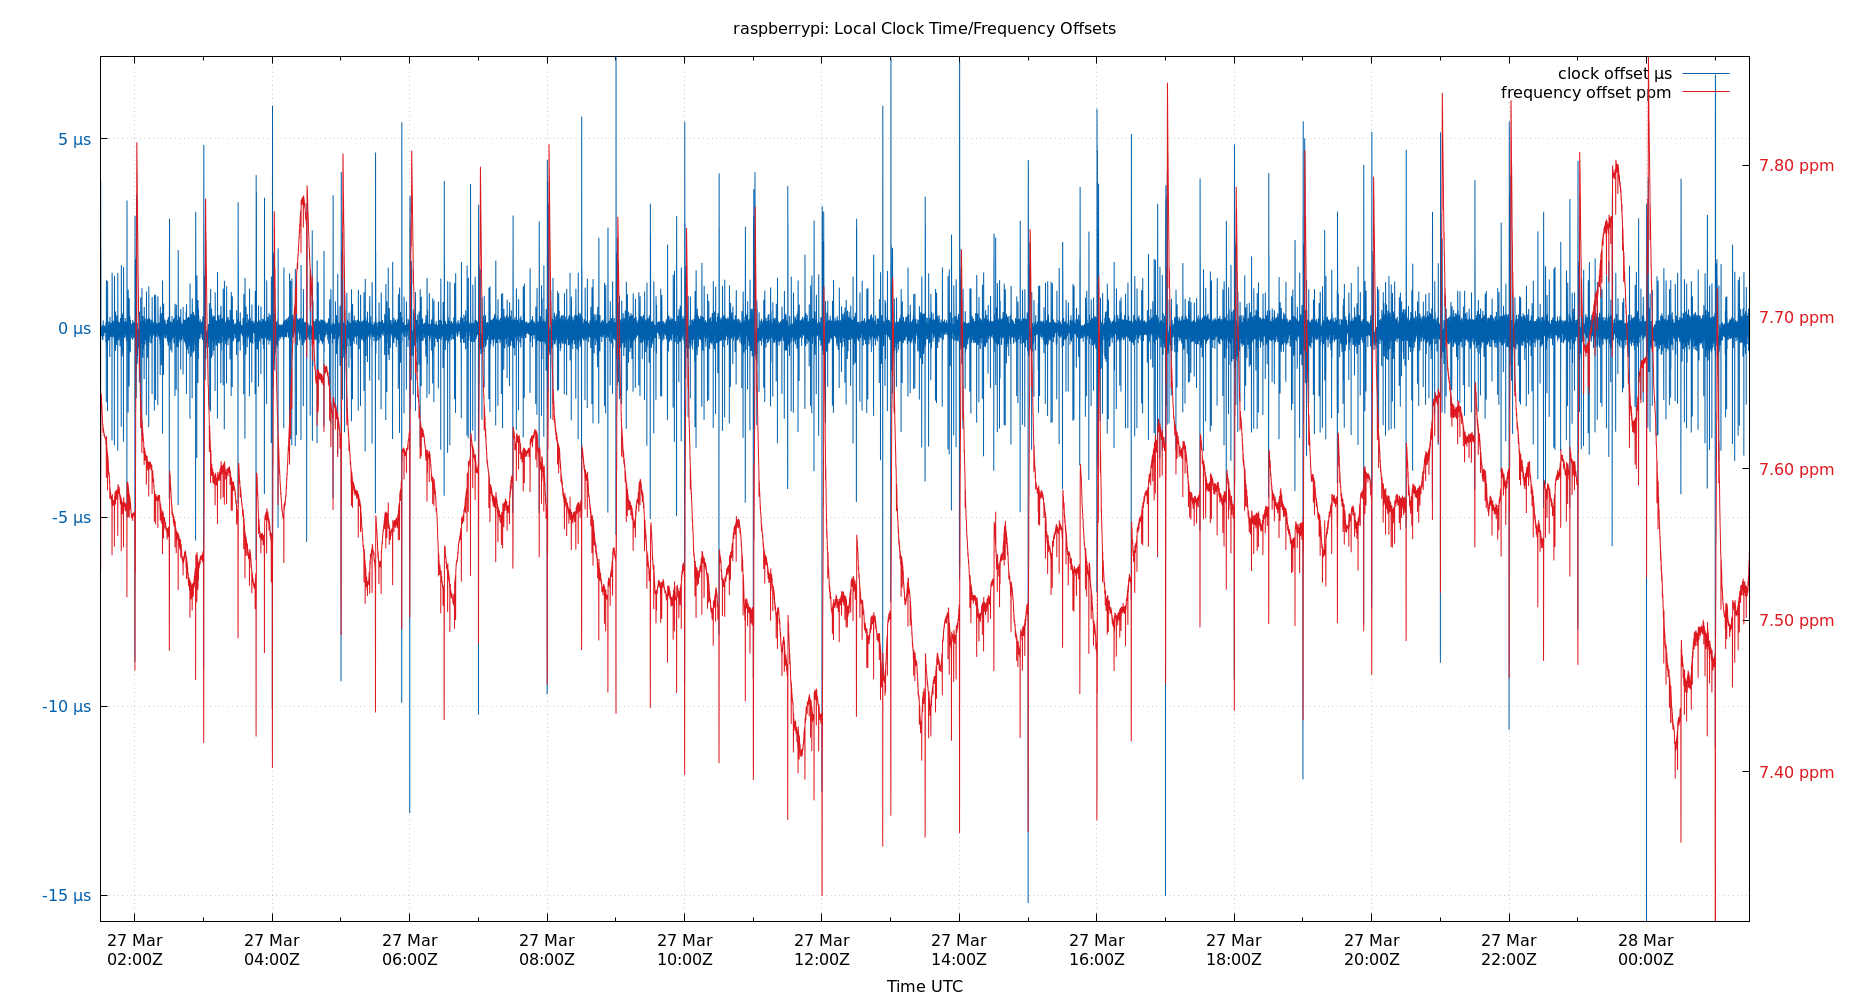 raspberrypi: Local Clock Time/Frequency Offsets
clock offset µs
frequency offset ppm
5 µs
0 µs
-5 µs
-10 µs
-15 µs
7.80 ppm
7.70 ppm
7.60 ppm
7.50 ppm
7.40 ppm
27 Mar 27 Mar 27 Mar 27 Mar 27 Mar 27 Mar 27 Mar 27 Mar 27 Mar 27 Mar 27 Mar 28 Mar
02:00Z 04:00Z 06:00Z 08:00Z 10:00Z 12:00Z 14:00Z 16:00Z 18:00Z 20:00Z 22:00Z 00:00Z
Time UTC